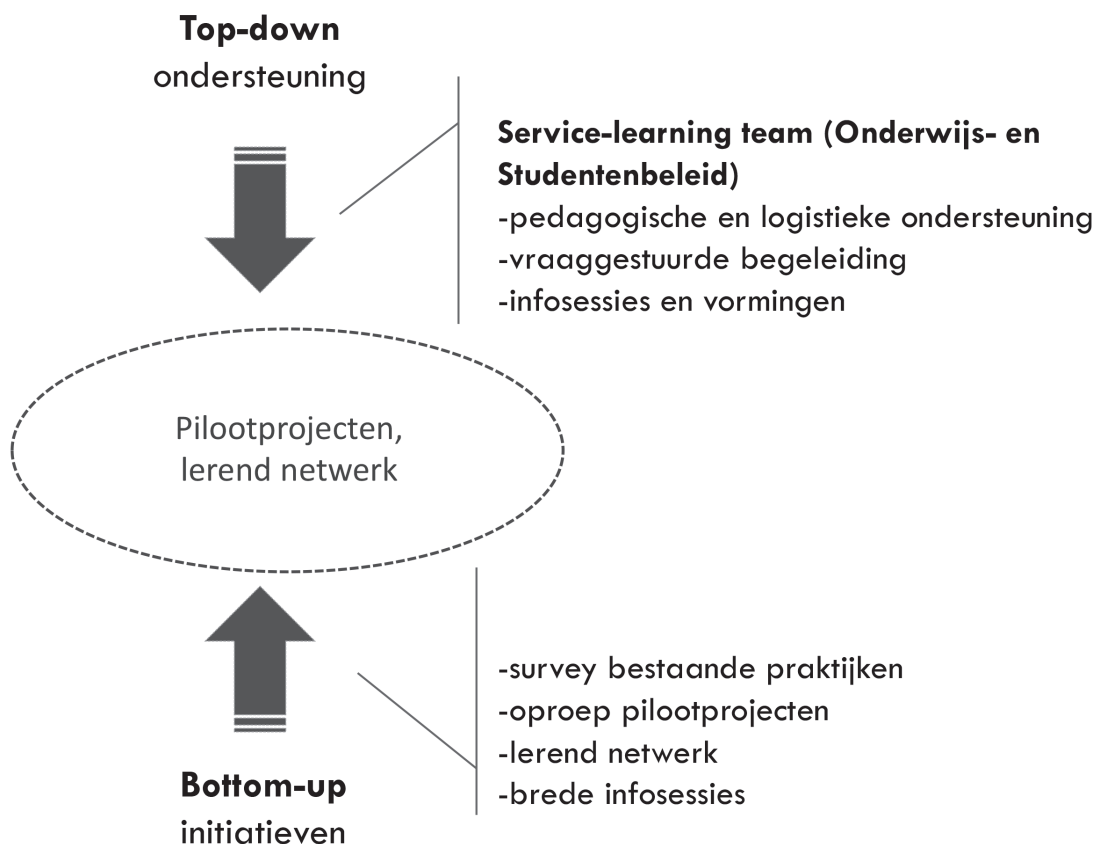 Top-down
ondersteuning
Service-learning team (Onderwijs- en
Studentenbeleid)
-pedagogische en logistieke ondersteuning
-vraaggestuurde begeleiding
-infosessies en vormingen
Pilootprojecten,
lerend netwerk
-survey bestaande praktijken
-oproep pilootprojecten
-lerend netwerk
-brede infosessies
Bottom-up
initiatieven